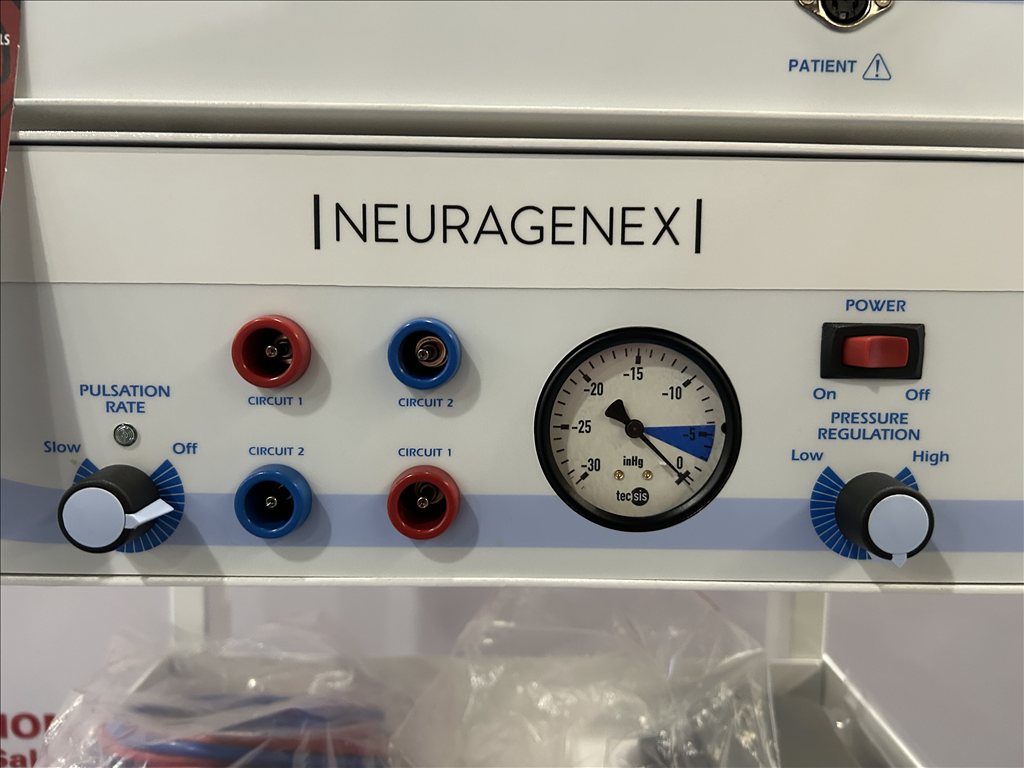 LS
PATIENT
|NEURAGENEX|
POWER
On Off
PULSATION
RATE
Slow Off
CIRCUIT 1
CIRCUIT 2
CIRCUIT 2
CIRCUIT 1
-15
-20 -10
-25 -5
-30 0
inHg
tecsis
PRESSURE
REGULATION
Low High